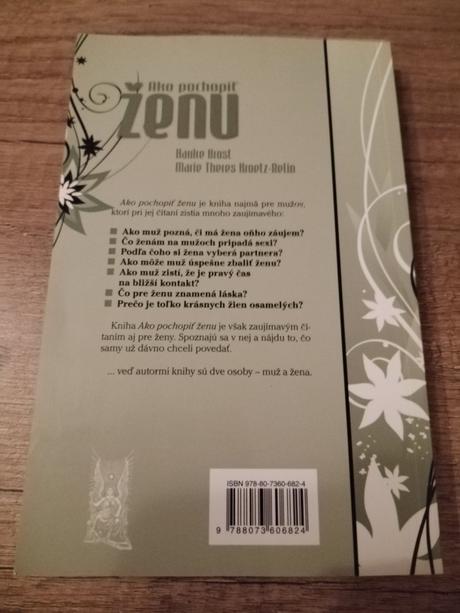 Ako pochopiť
ženu
Hauke Brost
Marie Theres Kroetz-Relin
Ako pochopiť ženu je kniha najmä pre mužov,
ktorí pri jej čítaní zistia mnoho zaujímavého:
Ako muž pozná, či má žena oňho záujem?
Čo ženám na mužoch pripadá sexi?
Podľa čoho si žena vyberá partnera?
Ako môže muž úspešne zbaliť ženu?
Ako muž zistí, že je pravý čas
na bližší kontakt?
Čo pre ženu znamená láska?
Prečo je toľko krásnych žien osamelých?
Kniha Ako pochopiť ženu je však zaujímavým čí-
taním aj pre ženy. Spoznajú sa v nej a nájdu to, čo
samy už dávno chceli povedať.
... veď autormi knihy sú dve osoby – muž a žena.
ISBN 978-80-7360-682-4
9 788073 606824